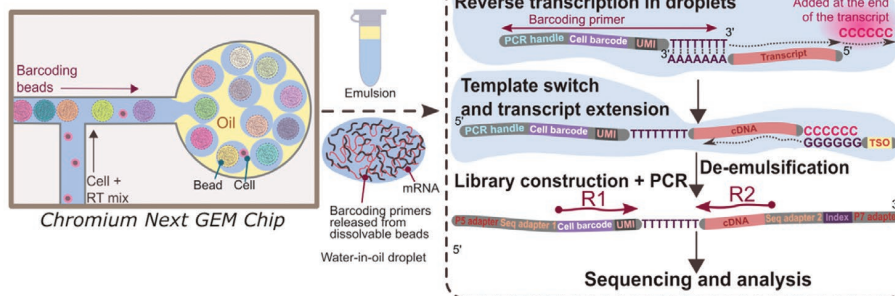 Barcoding
beads
Oil
Bead
Cell
Cell +
RT mix
Chromium Next GEM Chip
Emulsion
mRNA
Barcoding primers
released from
dissolvable beads
Water-in-oil droplet
Reverse transcription in droplets
Added at the end
of the transcript
CCCCCC
Barcoding primer
PCR handle Cell barcode UMI TTTTTTT 3'
3' AAAAAAA Transcript 5'
Template switch
and transcript extension
PCR handle Cell barcode UMI TTTTTTT cDNA CCCCCC
GGGGGG TSO
De-emulsification
Library construction + PCR
R1 R2
P5 adapter Seq adapter 1 Cell barcode UMI TTTTTTT cDNA Seq adapter 2 Index P7 adapt
5'
Sequencing and analysis